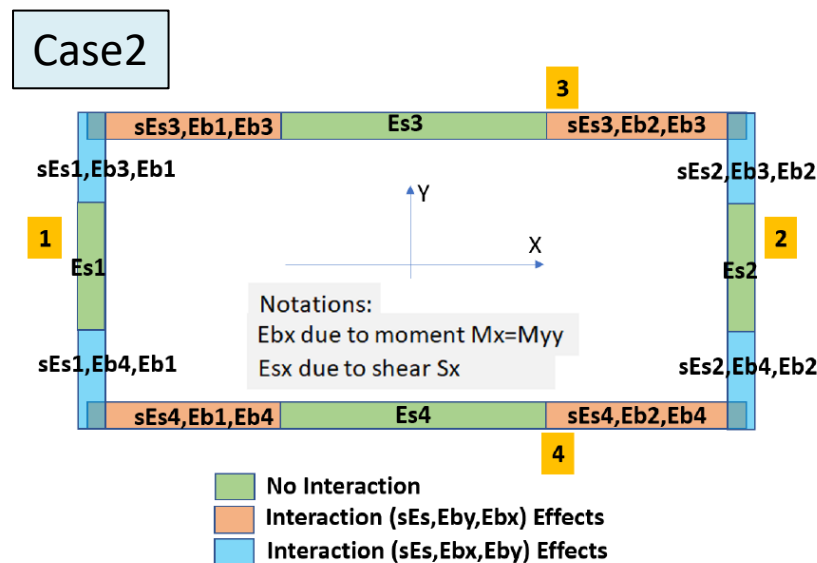 Case2
3
sEs3,Eb1,Eb3
Es3
sEs3,Eb2,Eb3
sEs1,Eb3,Eb1
sEs2,Eb3,Eb2
Y
1
X
2
Es1
Es2
Notations:
Ebx due to moment Mx=Myy
Esx due to shear Sx
sEs1,Eb4,Eb1
sEs2,Eb4,Eb2
sEs4,Eb1,Eb4
Es4
sEs4,Eb2,Eb4
4
No Interaction
Interaction (sEs,Eby,Ebx) Effects
Interaction (sEs,Ebx,Eby) Effects